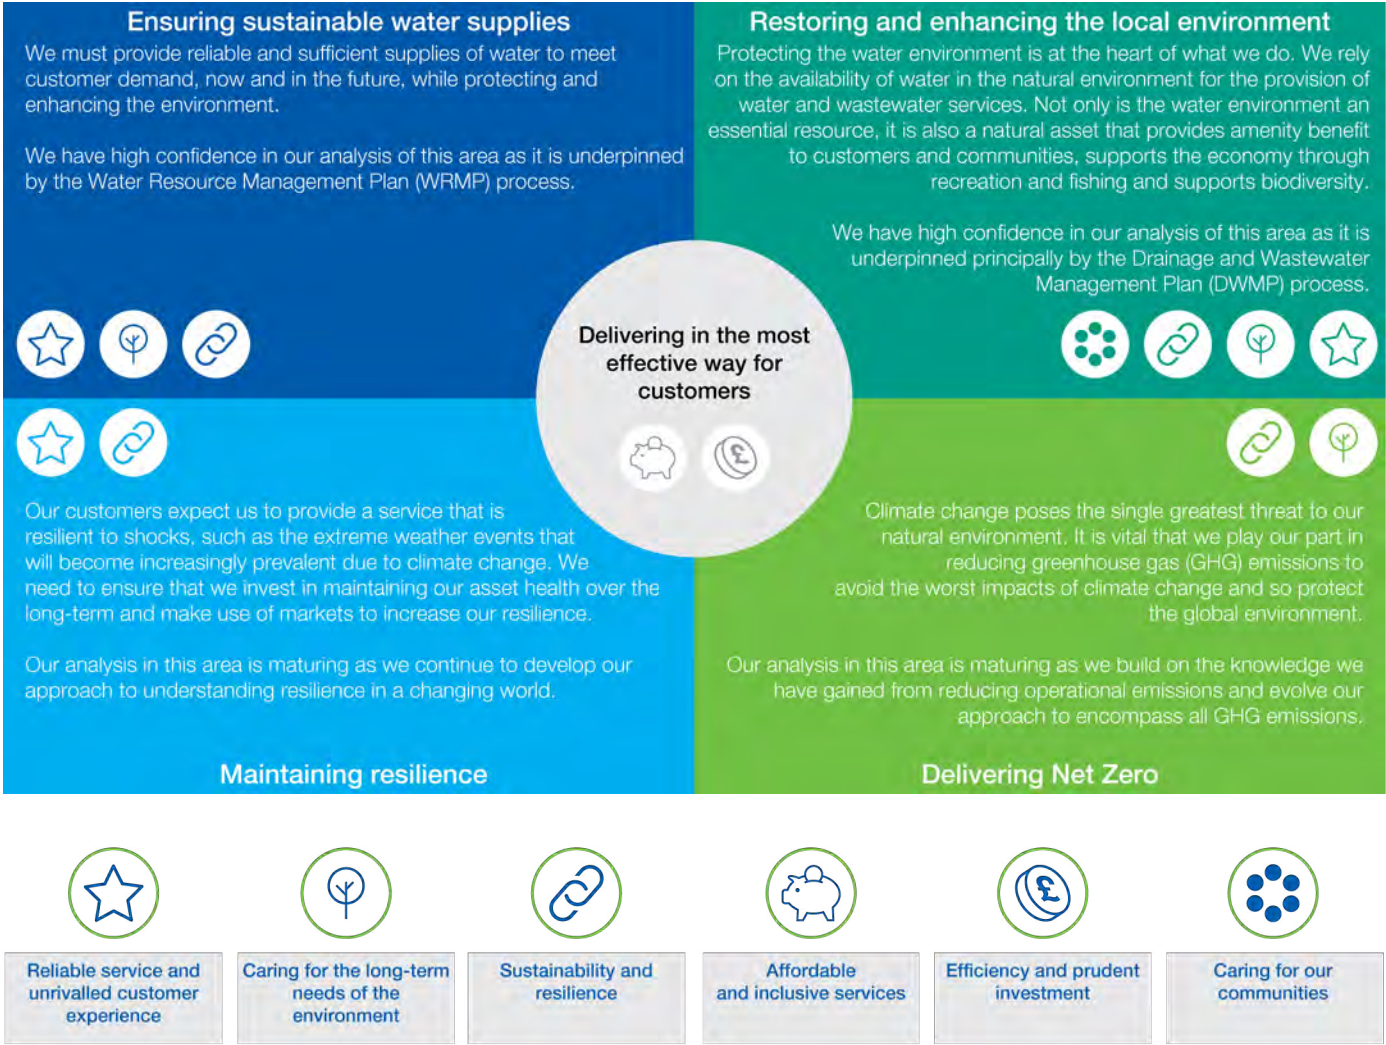 Ensuring sustainable water supplies
We must provide reliable and sufficient supplies of water to meet
customer demand, now and in the future, while protecting and
enhancing the environment.
We have high confidence in our analysis of this area as it is underpinned
by the Water Resource Management Plan (WRMP) process.
Restoring and enhancing the local environment
Protecting the water environment is at the heart of what we do. We rely
on the availability of water in the natural environment for the provision of
water and wastewater services. Not only is the water environment an
essential resource, it is also a natural asset that provides amenity benefit
to customers and communities, supports the economy through
recreation and fishing and supports biodiversity.
We have high confidence in our analysis of this area as it is
underpinned principally by the Drainage and Wastewater
Management Plan (DWMP) process.
Delivering in the most
effective way for
customers
£
Our customers expect us to provide a service that is
resilient to shocks, such as the extreme weather events that
will become increasingly prevalent due to climate change. We
need to ensure that we invest in maintaining our asset health over the
long-term and make use of markets to increase our resilience.
Our analysis in this area is maturing as we continue to develop our
approach to understanding resilience in a changing world.
Maintaining resilience
Climate change poses the single greatest threat to our
natural environment. It is vital that we play our part in
reducing greenhouse gas (GHG) emissions to
avoid the worst impacts of climate change and so protect
the global environment.
Our analysis in this area is maturing as we build on the knowledge we
have gained from reducing operational emissions and evolve our
approach to encompass all GHG emissions.
Delivering Net Zero
£
Reliable service and
unrivalled customer
experience
Caring for the long-term
needs of the
environment
Sustainability and
resilience
Affordable
and inclusive services
Efficiency and prudent
investment
Caring for our
communities